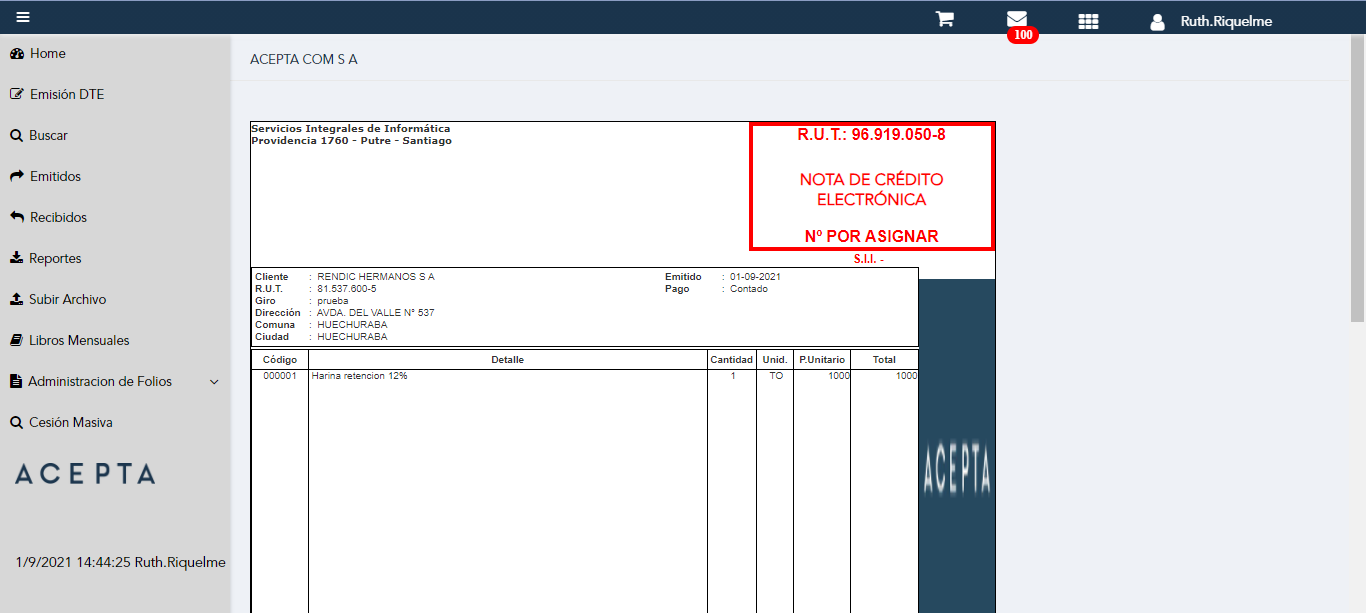 Ruth.Riquelme
100
Home
Emisión DTE
Buscar
Emitidos
Recibidos
Reportes
Subir Archivo
Libros Mensuales
Administracion de Folios
Cesión Masiva
ACEPTA
1/9/2021 14:44:25 Ruth.Riquelme
ACEPTA COM S A
Servicios Integrales de Informática
Providencia 1760 - Putre - Santiago
R.U.T.: 96.919.050-8
NOTA DE CRÉDITO
ELECTRÓNICA
Nº POR ASIGNAR
S.I.I. -
Cliente : RENDIC HERMANOS S A Emitido : 01-09-2021
R.U.T. : 81.537.600-5 Pago : Contado
Giro : prueba
Dirección : AVDA. DEL VALLE N° 537
Comuna : HUECHURABA
Ciudad : HUECHURABA
Código Detalle Cantidad Unid. P.Unitario Total
000001 Harina retencion 12% 1 TO 1000 1000
ACEPTA